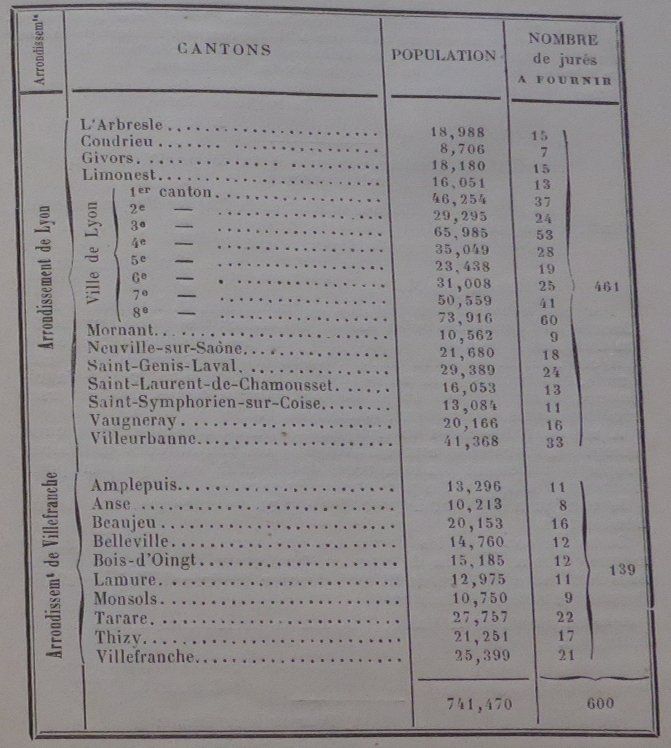 Arrondissem^ts CANTONS POPULATION NOMBRE de jurés A FOURNIR
Arrondissement de Lyon
L'Arbresle 18,988 15
Condrieu 8,706 7
Givors 18,180 15
Limonest 16,051 13
Ville de Lyon
1er canton 46,254 37
2e — 29,295 24
3e — 65,985 53
4e — 35,049 28
5e — 23,438 19
6e — 31,008 25
7e — 50,559 41
8e — 73,916 60
Mornant 10,562 9
Neuville-sur-Saône 21,680 18
Saint-Genis-Laval 29,389 24
Saint-Laurent-de-Chamousset 16,053 13
Saint-Symphorien-sur-Coise 13,084 11
Vaugneray 20,166 16
Villeurbanne 41,368 33
461
Arrondissem^t de Villefranche
Amplepuis 13,296 11
Anse 10,213 8
Beaujeu 20,153 16
Belleville 14,760 12
Bois-d'Oingt 15,185 12
Lamure 12,975 11
Monsols 10,750 9
Tarare 27,757 22
Thizy 21,251 17
Villefranche 25,399 21
139
741,470 600